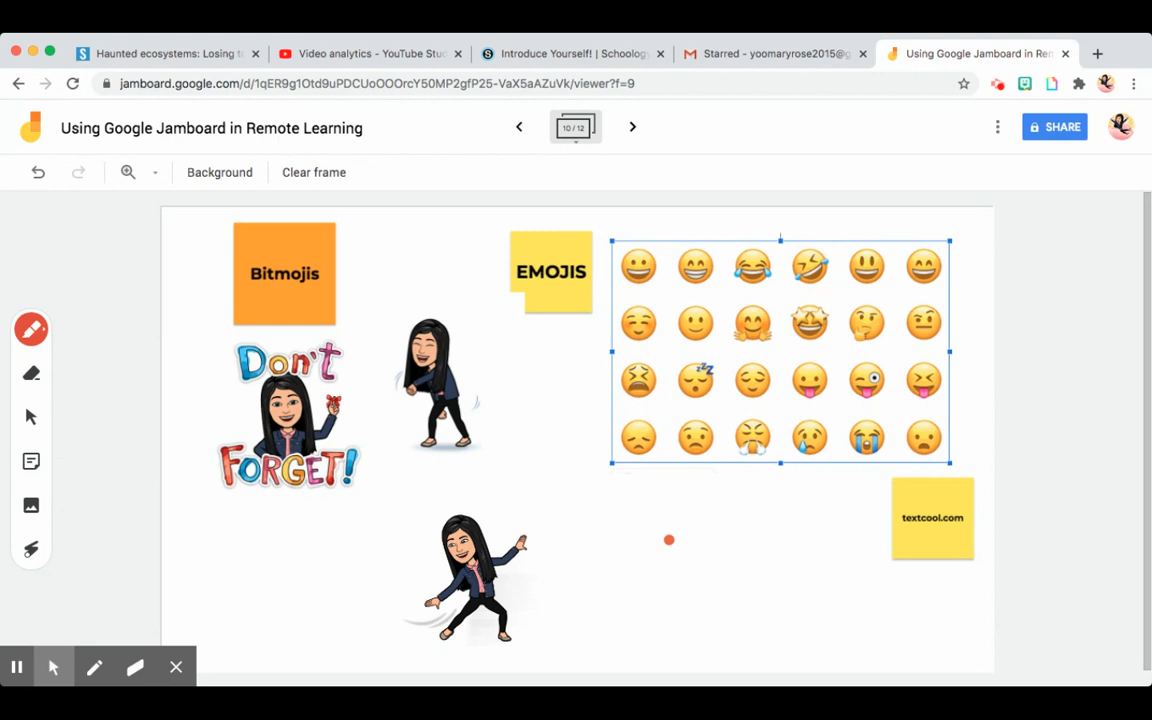 Haunted ecosystems: Losing t
Video analytics - YouTube Stu
Introduce Yourself! | Schoology
Starred - yoomaryrose2015@g
Using Google Jamboard in Rem
jamboard.google.com/d/1qER9g1Otd9uPDCUoOOOrcY50MP2gfP25-VaX5aAZuVk/viewer?f=9
Using Google Jamboard in Remote Learning
10 / 12
SHARE
Background
Clear frame
Bitmojis
EMOJIS
Don't
FORGET!
textcool.com